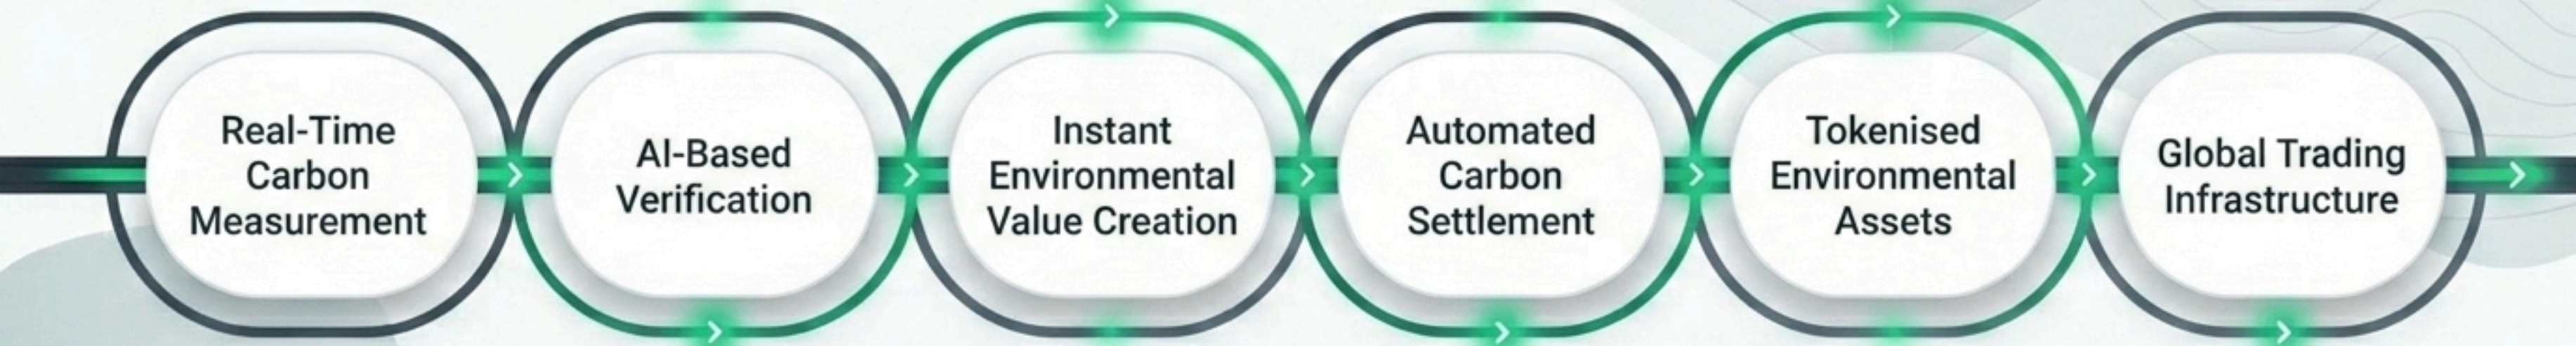 Real-Time
Carbon
Measurement
AI-Based
Verification
Instant
Environmental
Value Creation
Automated
Carbon
Settlement
Tokenised
Environmental
Assets
Global Trading
Infrastructure